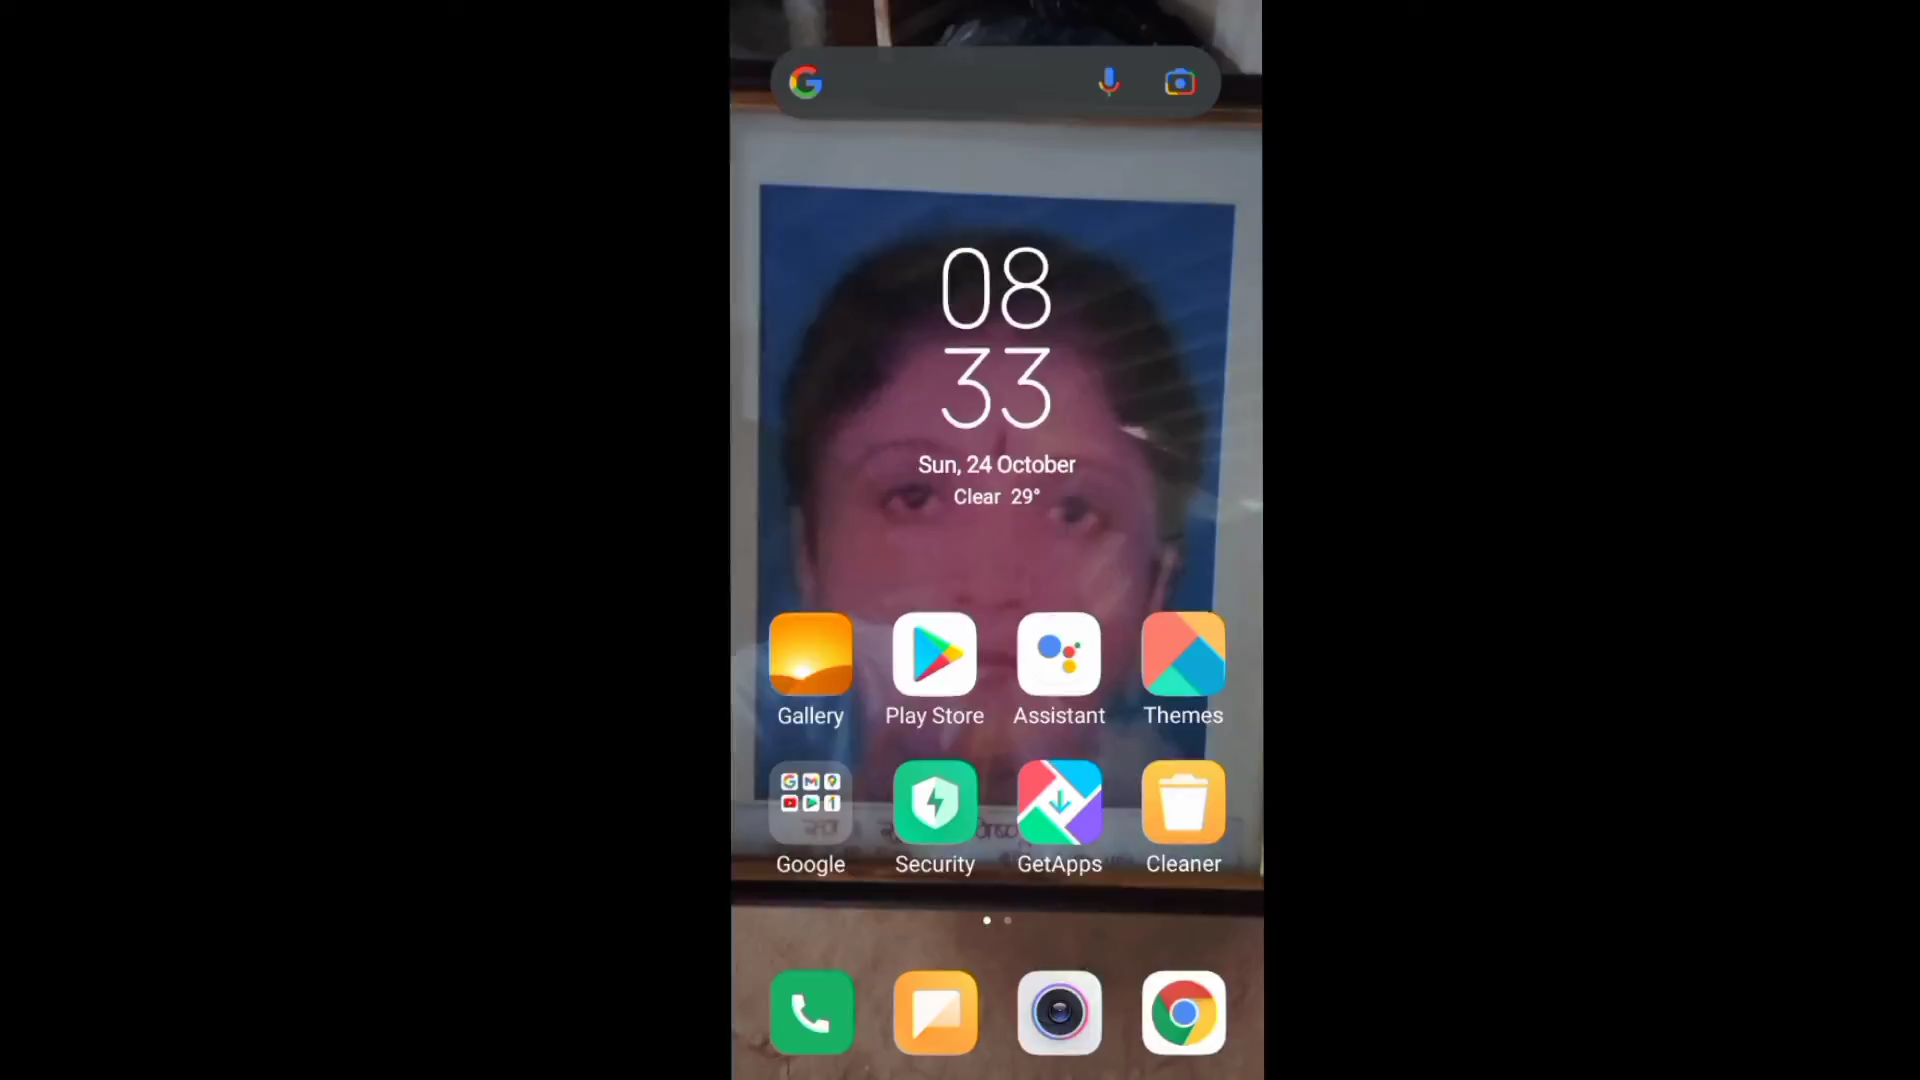 08
33
Sun, 24 October
Clear 29°
Gallery Play Store Assistant Themes
Google Security GetApps Cleaner